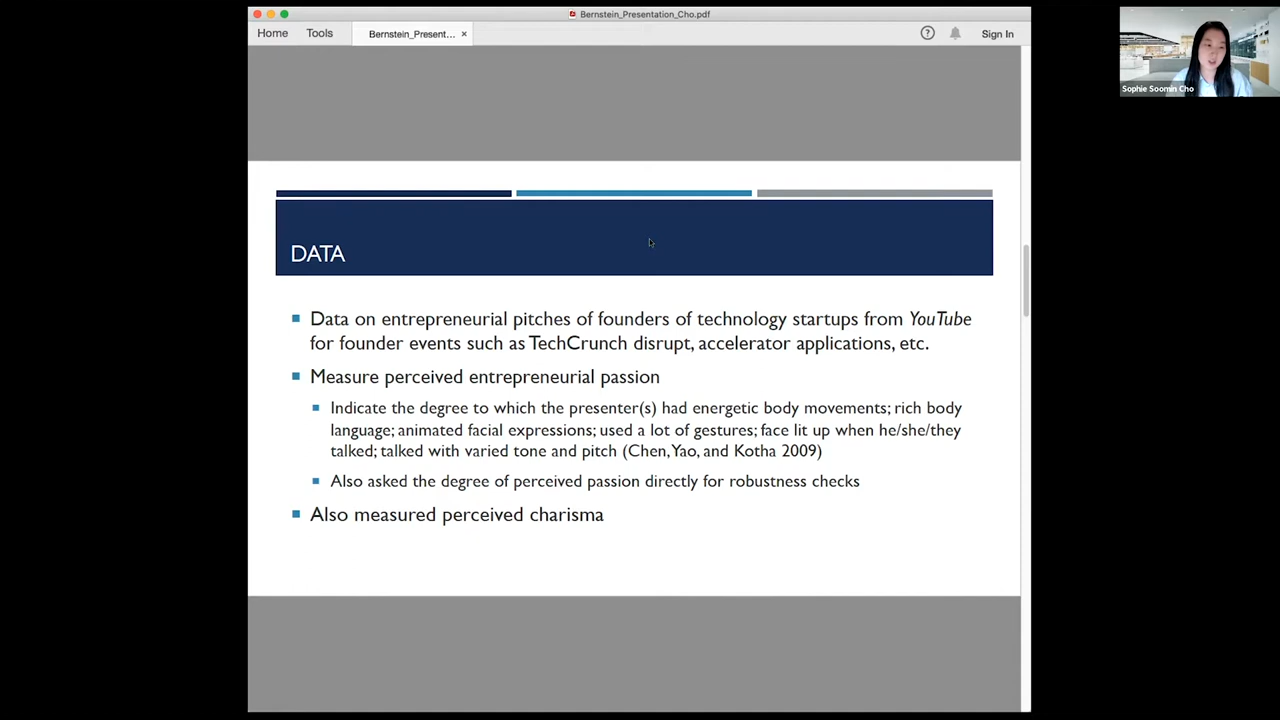 Bernstein_Presentation_Cho.pdf
Home
Tools
Bernstein_Present...
×
?
Sign In
Sophie Soomin Cho
DATA
Data on entrepreneurial pitches of founders of technology startups from YouTube
for founder events such as TechCrunch disrupt, accelerator applications, etc.
Measure perceived entrepreneurial passion
Indicate the degree to which the presenter(s) had energetic body movements; rich body
language; animated facial expressions; used a lot of gestures; face lit up when he/she/they
talked; talked with varied tone and pitch (Chen, Yao, and Kotha 2009)
Also asked the degree of perceived passion directly for robustness checks
Also measured perceived charisma